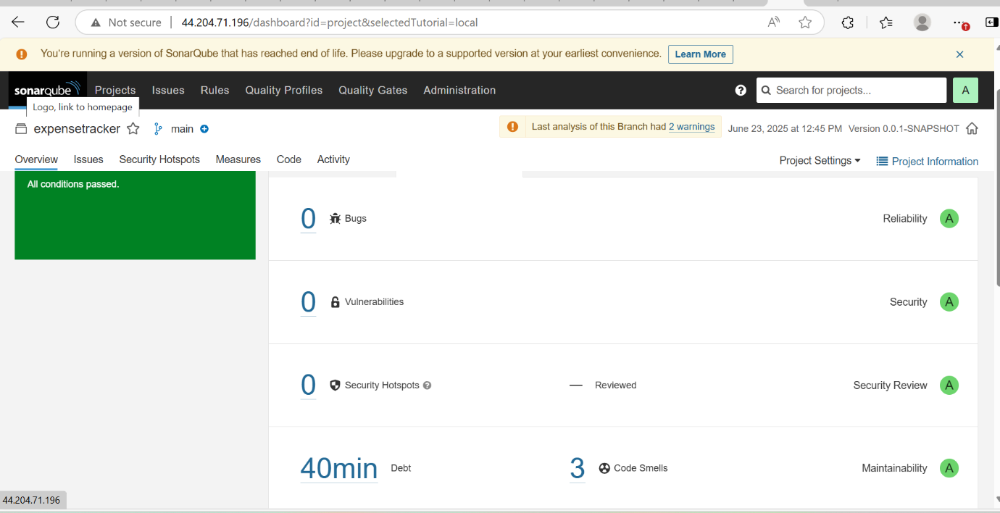 Not secure 44.204.71.196/dashboard?id=project&selectedTutorial=local
You're running a version of SonarQube that has reached end of life. Please upgrade to a supported version at your earliest convenience. Learn More
sonarqube Projects Issues Rules Quality Profiles Quality Gates Administration Search for projects... A
Logo, link to homepage
expensetracker main Last analysis of this Branch had 2 warnings June 23, 2025 at 12:45 PM Version 0.0.1-SNAPSHOT
Overview Issues Security Hotspots Measures Code Activity Project Settings Project Information
All conditions passed.
0 Bugs Reliability A
0 Vulnerabilities Security A
0 Security Hotspots ? — Reviewed Security Review A
40min Debt 3 Code Smells Maintainability A
44.204.71.196